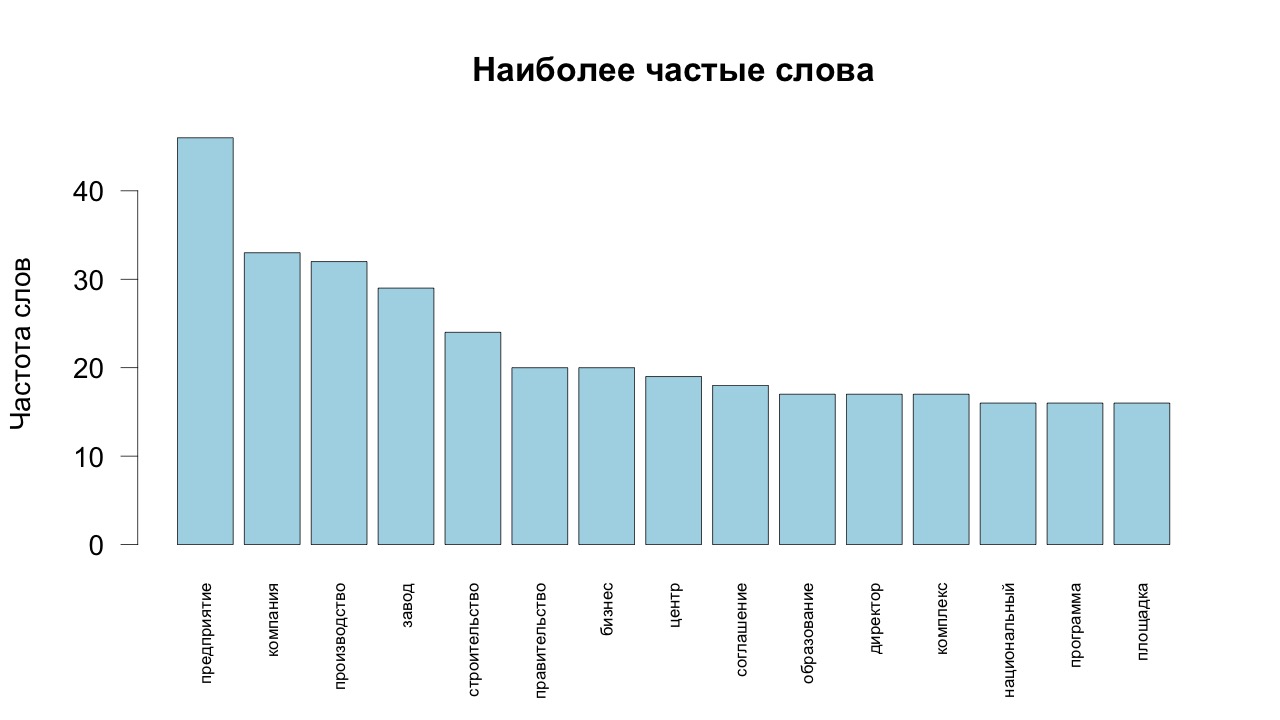 Наиболее частые слова
Частота слов
40
30
20
10
0
предприятие
компания
производство
завод
строительство
правительство
бизнес
центр
соглашение
образование
директор
комплекс
национальный
программа
площадка